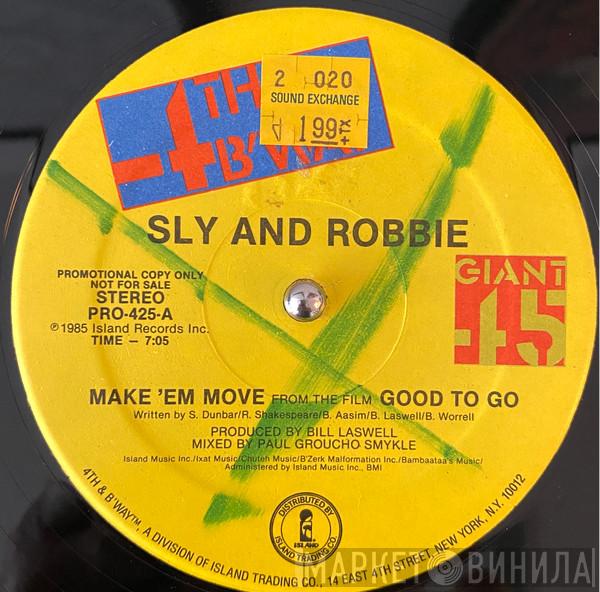 4TH
B'WAY
2 020
SOUND EXCHANGE
1.99 +TX
SLY AND ROBBIE
PROMOTIONAL COPY ONLY
NOT FOR SALE
STEREO
PRO-425-A
℗1985 Island Records Inc.
TIME – 7:05
GIANT
45
MAKE 'EM MOVE FROM THE FILM GOOD TO GO
Written by S. Dunbar/R. Shakespeare/B. Aasim/B. Laswell/B. Worrell
PRODUCED BY BILL LASWELL
MIXED BY PAUL GROUCHO SMYKLE
Island Music Inc./Ixat Music/Chuteh Music/B'Zerk Malformation Inc./Bambaataa's Music/
Administered by Island Music Inc., BMI
DISTRIBUTED BY
ISLAND
ISLAND TRADING CO.
4TH & B'WAY™, A DIVISION OF ISLAND TRADING CO., 14 EAST 4TH STREET, NEW YORK, N.Y. 10012
МАРКЕТ ВИНИЛА